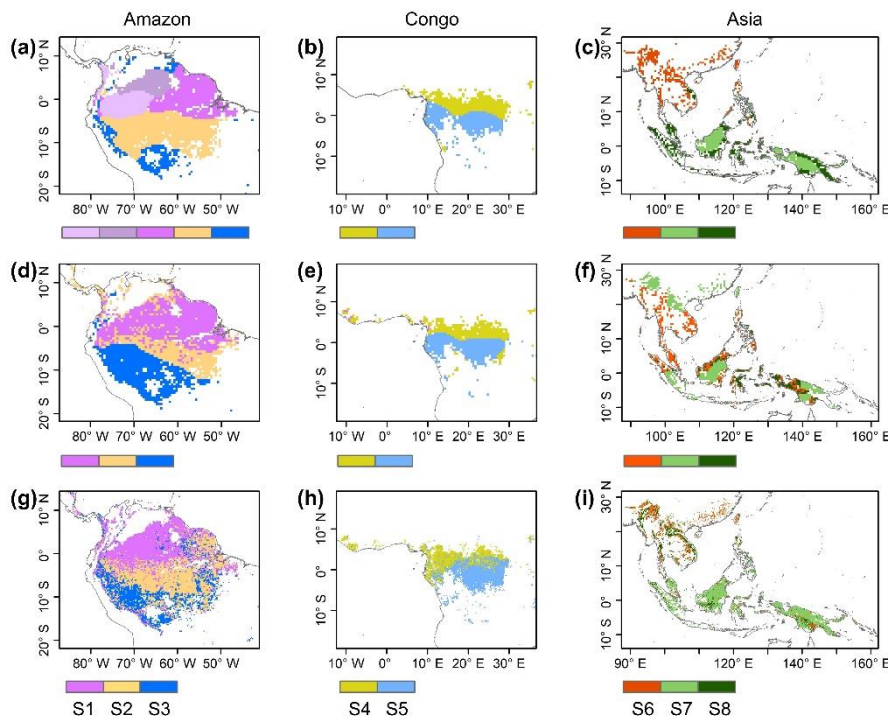 Amazon Congo Asia
(a) (b) (c)
10° N 10° N 30° N
0° 0° 20° N
10° S 10° S 10° N
20° S 0°
10° S
80° W 70° W 60° W 50° W 10° W 0° 10° E 20° E 30° E 100° E 120° E 140° E 160° E
(d) (e) (f)
10° N 10° N 30° N
0° 0° 20° N
10° S 10° S 10° N
20° S 0°
10° S
80° W 70° W 60° W 50° W 10° W 0° 10° E 20° E 30° E 100° E 120° E 140° E 160° E
(g) (h) (i)
10° N 10° N 30° N
0° 0° 20° N
10° S 10° S 10° N
20° S 0°
10° S
80° W 70° W 60° W 50° W 10° W 0° 10° E 20° E 30° E 90° E 120° E 140° E 160° E
S1 S2 S3 S4 S5 S6 S7 S8